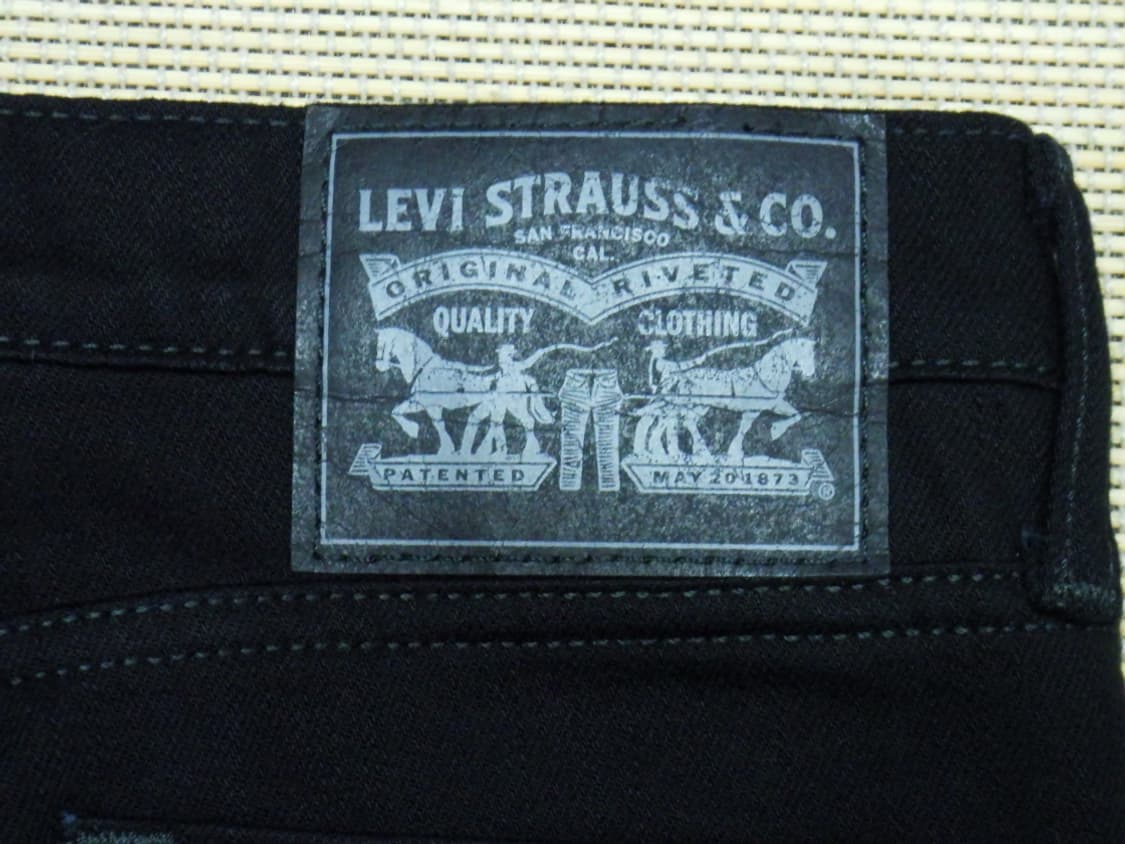 LEVI STRAUSS & CO.
SAN FRANCISCO
CAL.
ORIGINAL RIVETED
QUALITY CLOTHING
PATENTED MAY 20 1873
®